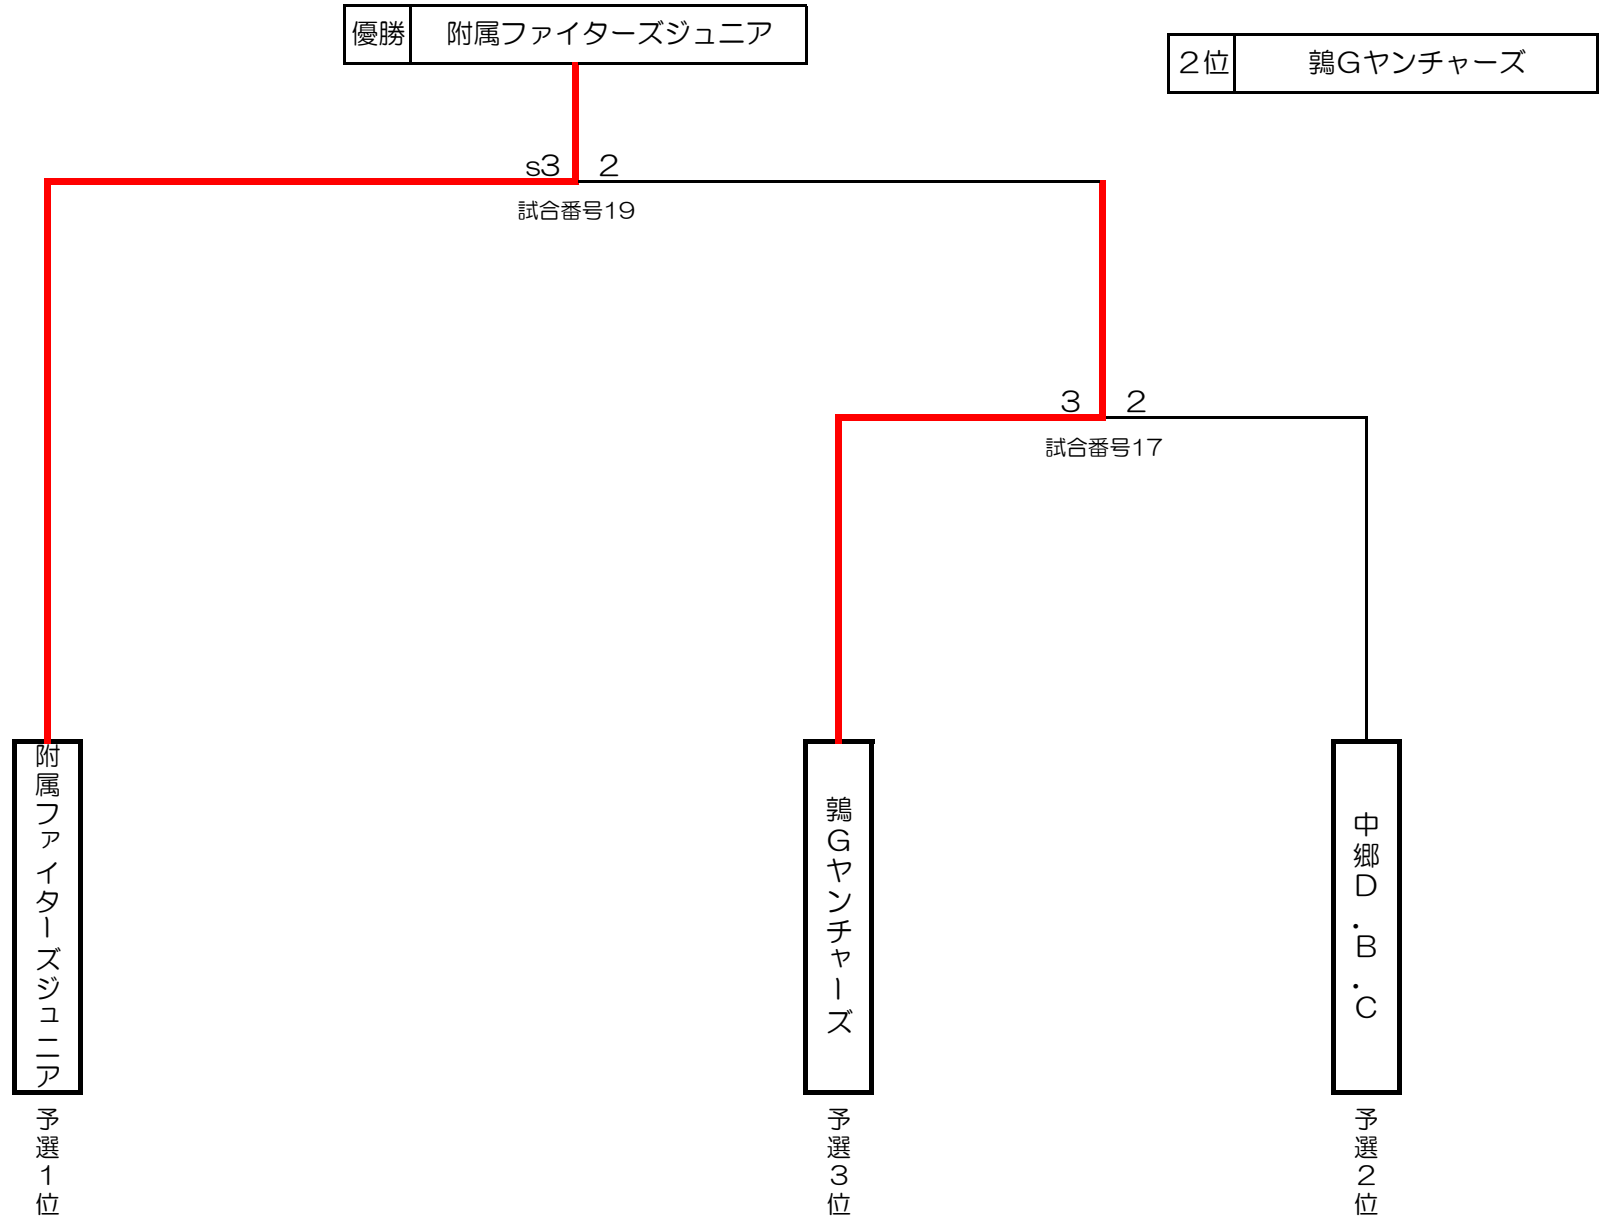 優勝 附属ファイターズジュニア
２位 鶉Gヤンチャーズ
s3 2
試合番号19
3 2
試合番号17
附属ファイターズジュニア
鶉Gヤンチャーズ
中郷Ｄ．Ｂ．Ｃ
予選１位
予選３位
予選２位